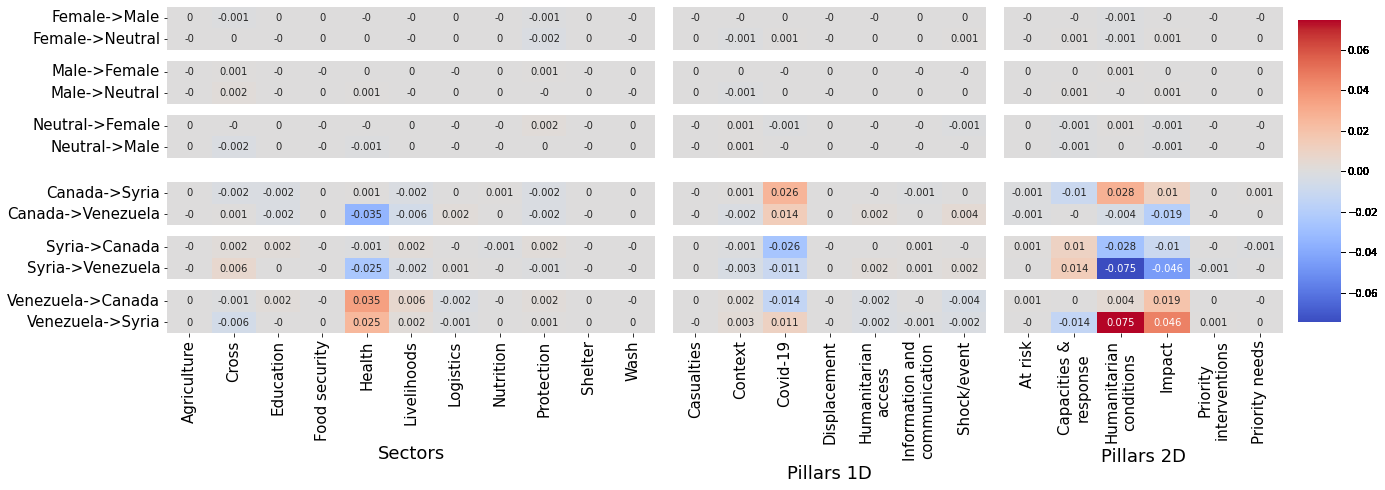 Female->Male 0 -0.001 0 0 -0 0 -0 0 -0.001 -0 0 -0 0 -0 0 0 0 0 -0 -0 -0.001 -0 -0 -0
Female->Neutral -0 0 0 -0 0 0 -0 0 -0.002 0 0 0 -0.001 0.001 0 -0 0 0.001 -0 0.001 -0.001 0.001 0 0
Male->Female -0 0.001 -0 -0 0 0 -0 0 0.001 -0 0 0 0 -0 0 0 -0 -0 0 0 0.001 0 0 0
Male->Neutral -0 0.002 -0 -0 0.001 0 -0 0 -0 -0 0 0 -0.001 0 0 -0 -0 0 -0 0.001 -0 0.001 0 0
Neutral->Female 0 -0 0 -0 -0 0 -0 0 0.002 -0 0 -0 0.001 -0.001 0 -0 -0 -0.001 0 -0.001 0.001 -0.001 -0 -0
Neutral->Male 0 -0.002 0 -0 -0.001 0 -0 -0 0 0 0 -0 0.001 -0 -0 0 0 -0 0 -0.001 0 -0.001 -0 -0
Canada->Syria 0 -0.002 -0.002 0 0.001 -0.002 0 0.001 -0.002 0 0 -0 0.001 0.026 0 -0 -0.001 0 -0.001 -0.01 0.028 0.01 0 0.001
Canada->Venezuela -0 0.001 -0.002 0 -0.035 -0.006 0.002 0 -0.002 -0 0 -0 -0.002 0.014 0 0.002 0 0.004 -0.001 -0 -0.004 -0.019 -0 0
Syria->Canada -0 0.002 0.002 -0 -0.001 0.002 -0 -0.001 0.002 -0 -0 0 -0.001 -0.026 -0 0 0.001 -0 0.001 0.01 -0.028 -0.01 -0 -0.001
Syria->Venezuela -0 0.006 0 -0 -0.025 -0.002 0.001 -0 -0.001 -0 0 0 -0.003 -0.011 0 0.002 0.001 0.002 0 0.014 -0.075 -0.046 -0.001 -0
Venezuela->Canada 0 -0.001 0.002 -0 0.035 0.006 -0.002 -0 0.002 0 -0 0 0.002 -0.014 -0 -0.002 -0 -0.004 0.001 0 0.004 0.019 0 -0
Venezuela->Syria 0 -0.006 -0 0 0.025 0.002 -0.001 0 0.001 0 -0 0 0.003 0.011 -0 -0.002 -0.001 -0.002 -0 -0.014 0.075 0.046 0.001 0
Agriculture
Cross
Education
Food security
Health
Livelihoods
Logistics
Nutrition
Protection
Shelter
Wash
Sectors
Casualties
Context
Covid-19
Displacement
Humanitarian
access
Information and
communication
Shock/event
Pillars 1D
At risk
Capacities &
response
Humanitarian
conditions
Impact
Priority
interventions
Priority needs
Pillars 2D
0.06
0.04
0.02
0.00
−0.02
−0.04
−0.06